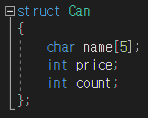 struct Can
{
char name[5];
int price;
int count;
};